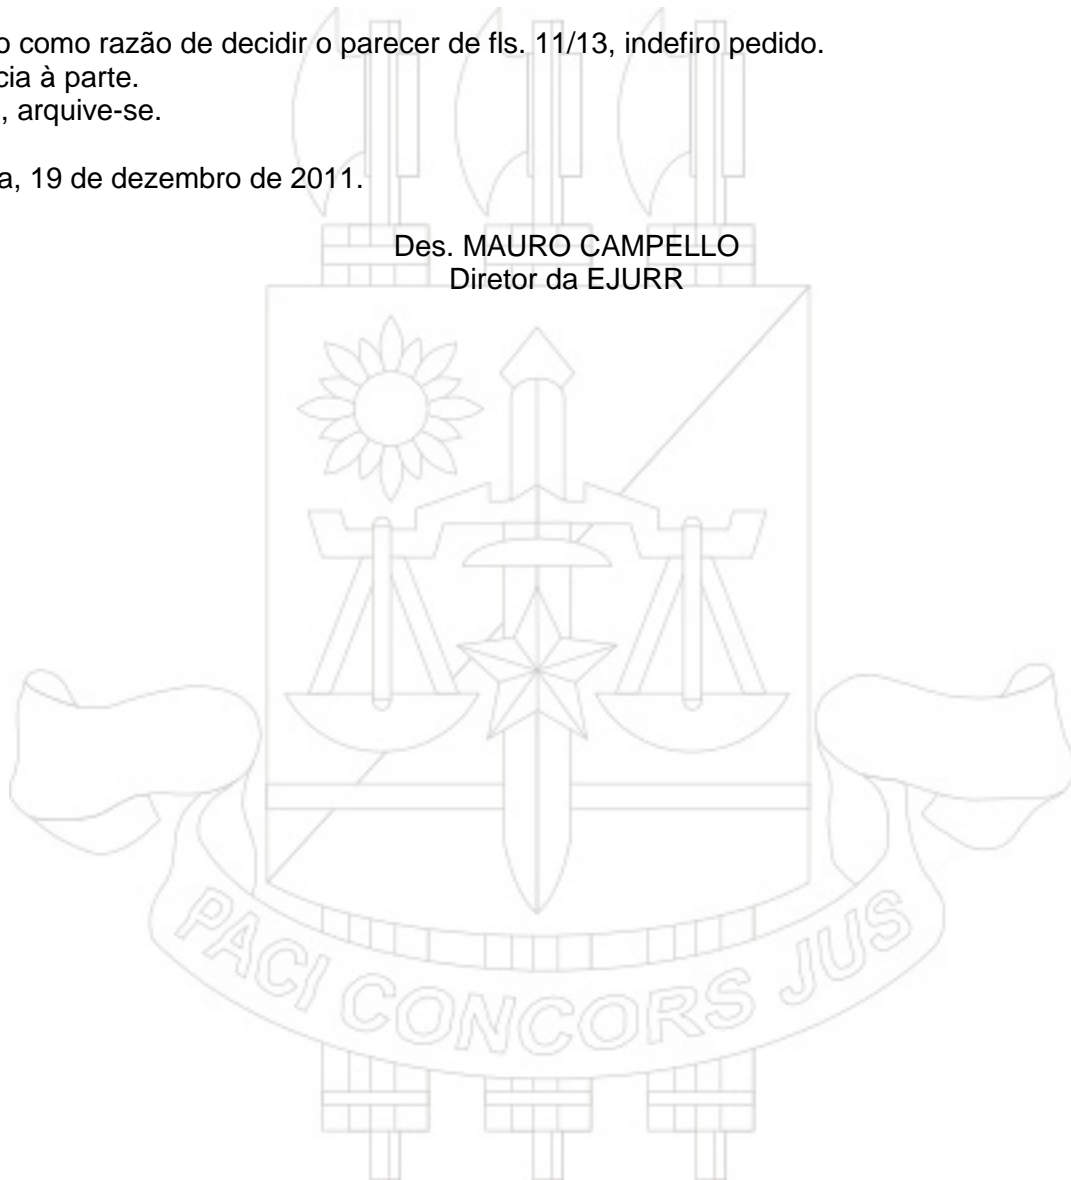 o como razão de decidir o parecer de fls. 11/13, indefiro pedido.
cia à parte.
, arquive-se.
a, 19 de dezembro de 2011.
Des. MAURO CAMPELLO
Diretor da EJURR
PACI CONCORS JUS